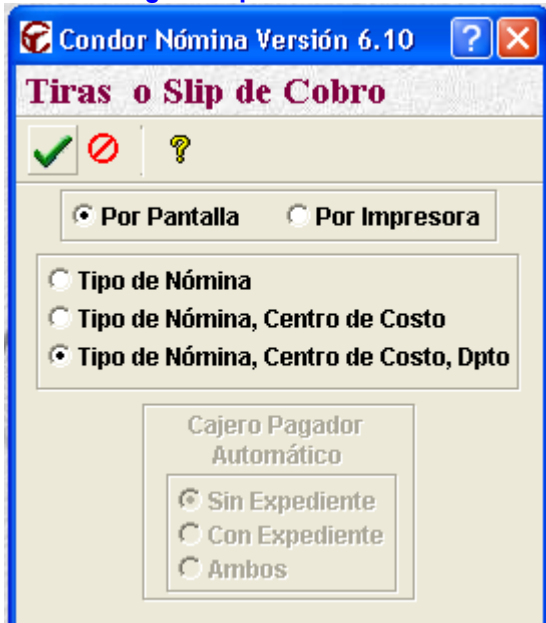 Condor Nómina Versión 6.10
Tiras o Slip de Cobro
Por Pantalla Por Impresora
Tipo de Nómina
Tipo de Nómina, Centro de Costo
Tipo de Nómina, Centro de Costo, Dpto
Cajero Pagador
Automático
Sin Expediente
Con Expediente
Ambos